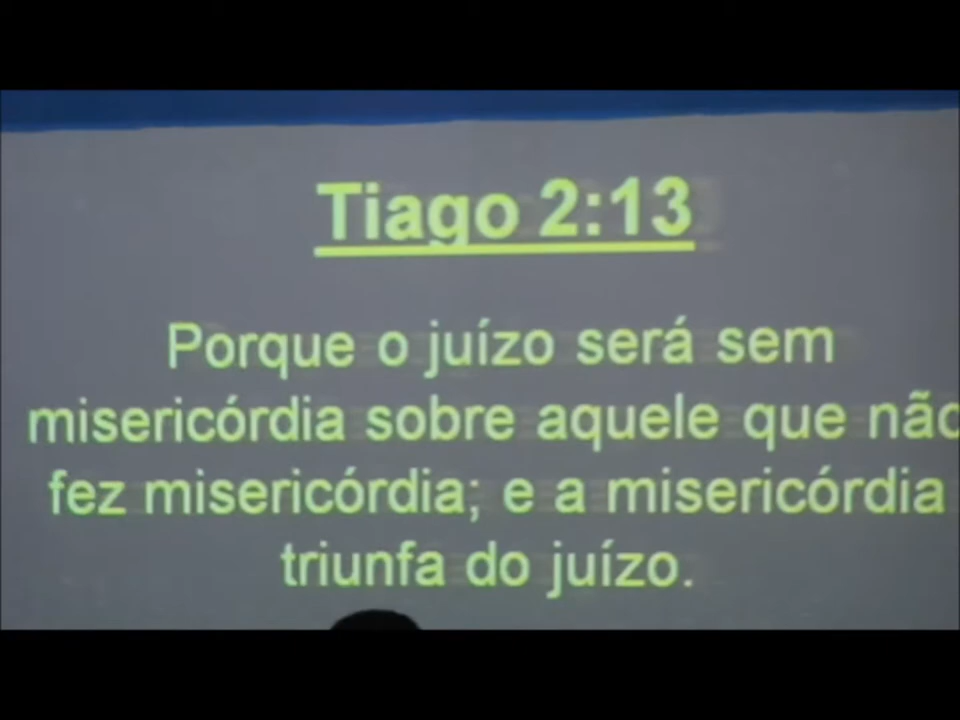 Tiago 2:13
Porque o juízo será sem
misericórdia sobre aquele que não
fez misericórdia; e a misericórdia
triunfa do juízo.